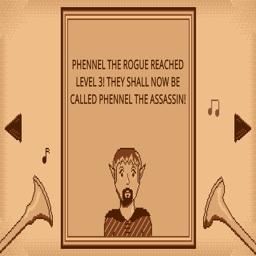 PHENNEL THE ROGUE REACHED
LEVEL 3! THEY SHALL NOW BE
CALLED PHENNEL THE ASSASSIN!